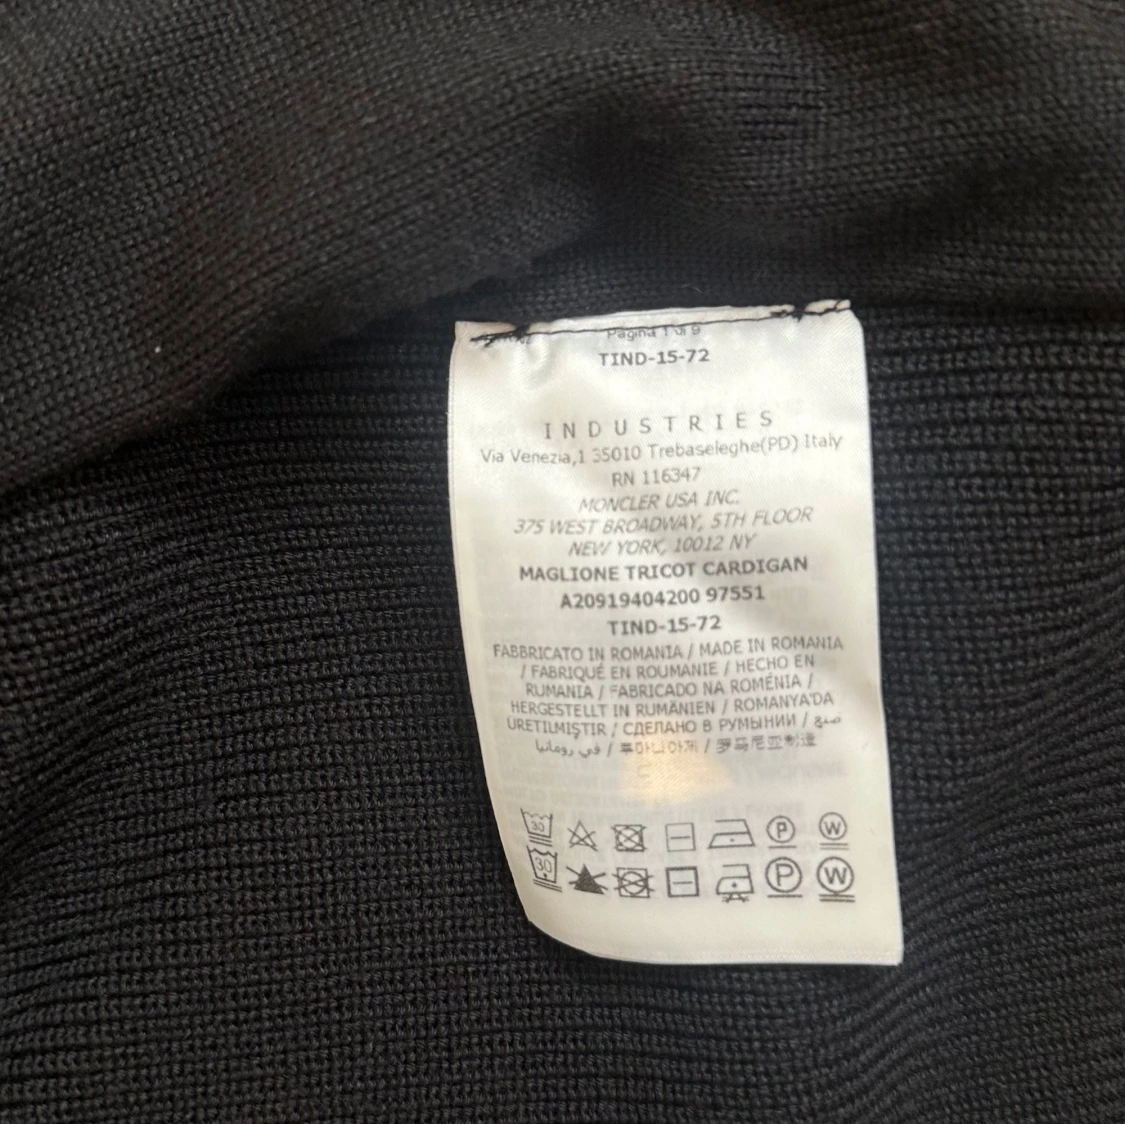 Pagina 1 di 9
TIND-15-72
INDUSTRIES
Via Venezia,1 35010 Trebaseleghe(PD) Italy
RN 116347
MONCLER USA INC.
375 WEST BROADWAY, 5TH FLOOR
NEW YORK, 10012 NY
MAGLIONE TRICOT CARDIGAN
A20919404200 97551
TIND-15-72
FABBRICATO IN ROMANIA / MADE IN ROMANIA
/ FABRIQUÉ EN ROUMANIE / HECHO EN
RUMANIA / FABRICADO NA ROMÉNIA /
HERGESTELLT IN RUMÄNIEN / ROMANYA'DA
ÜRETILMIŞTIR / СДЕЛАНО В РУМЫНИИ / صنع
في رومانيا / 루마니아제 / 罗马尼亚制造
30 P W
30 P W